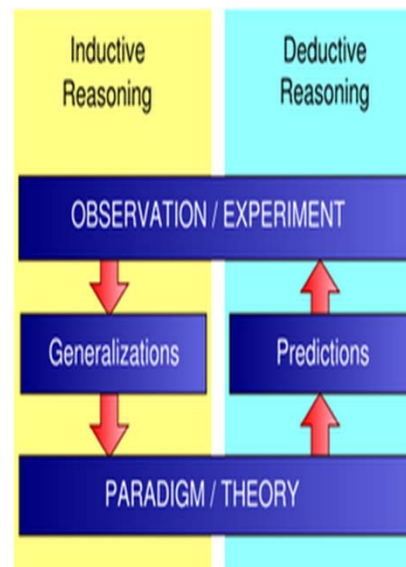 Inductive
Reasoning
Deductive
Reasoning
OBSERVATION / EXPERIMENT
Generalizations
Predictions
PARADIGM / THEORY